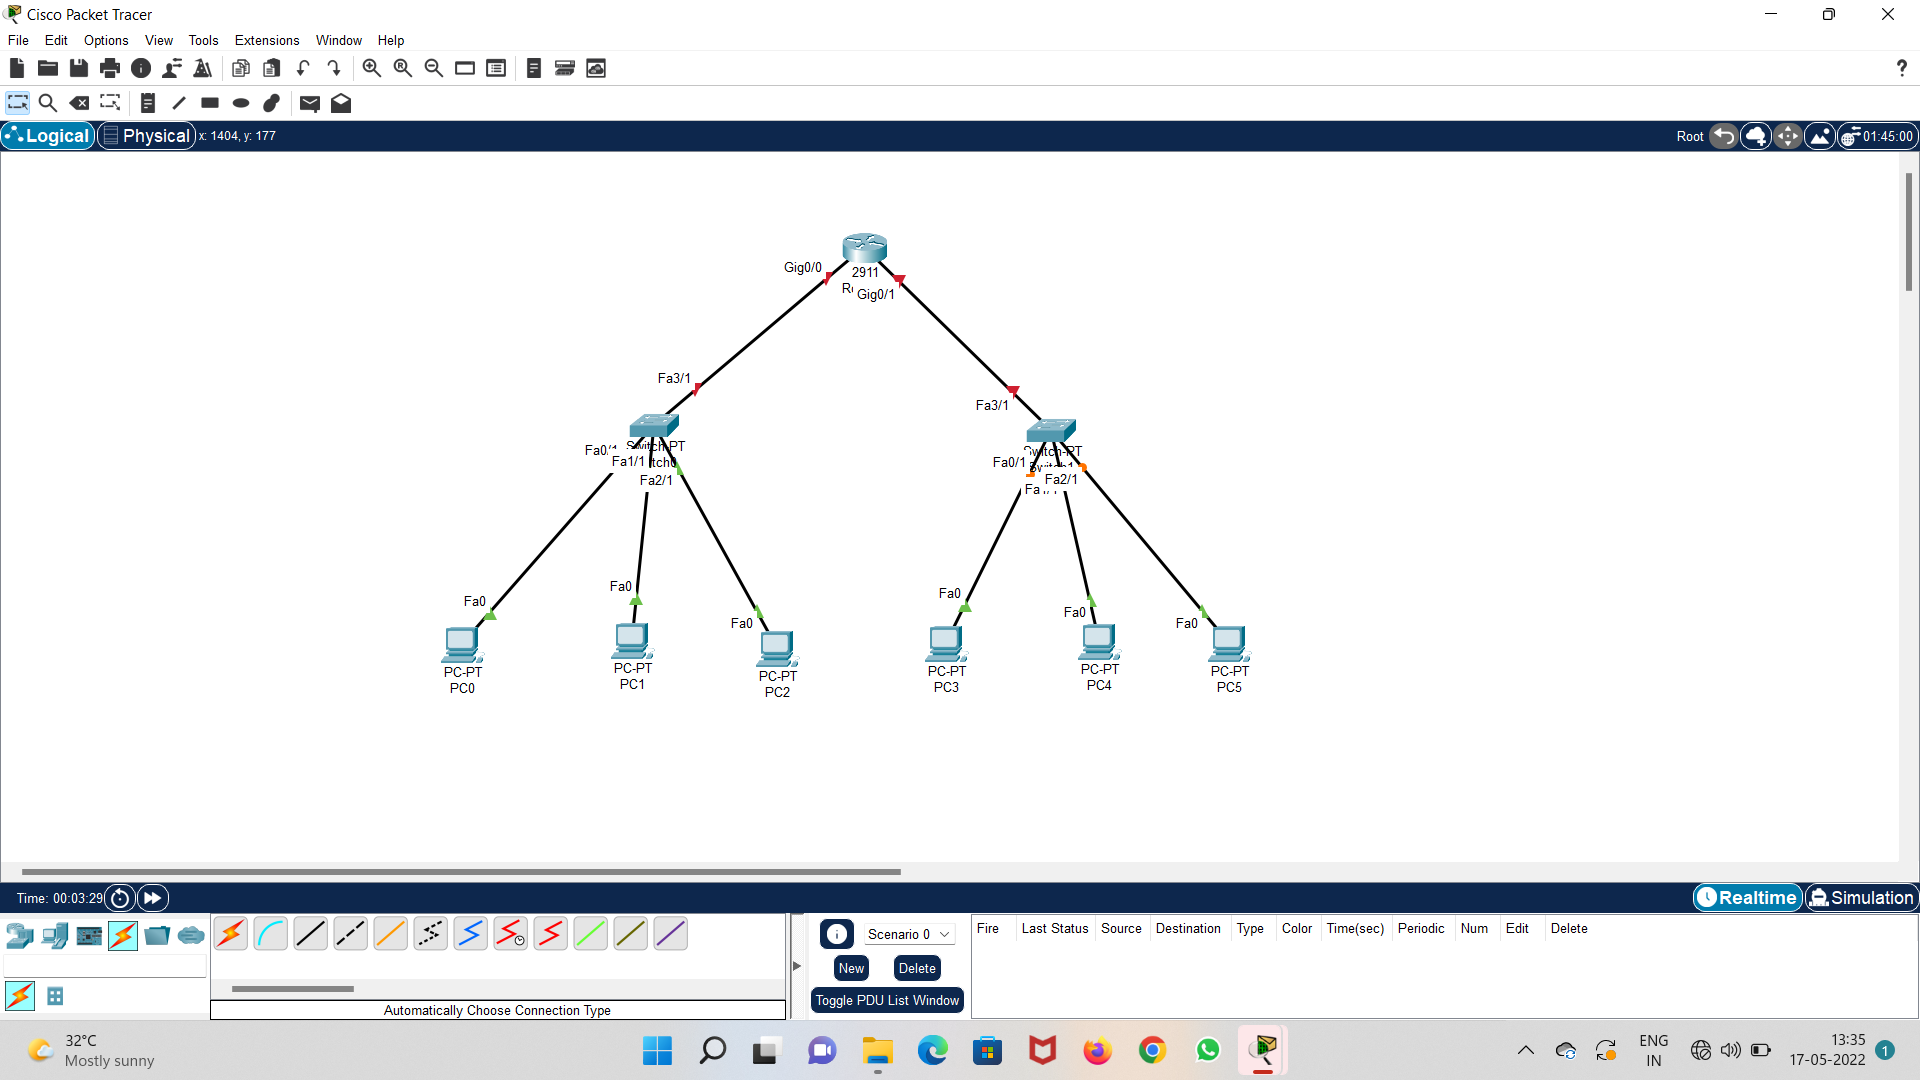 Cisco Packet Tracer
File Edit Options View Tools Extensions Window Help
?
Logical Physical x: 1404, y: 177 Root 01:45:00
Gig0/0
2911
Gig0/1
Fa3/1
Fa3/1
Switch-PT
Fa1/1
Fa2/1
Switch-PT
Fa0/1 Switch1
Fa2/1
Fa0
Fa0
Fa0
Fa0
Fa0
Fa0
PC-PT
PC0
PC-PT
PC1
PC-PT
PC2
PC-PT
PC3
PC-PT
PC4
PC-PT
PC5
Time: 00:03:29 Realtime Simulation
Scenario 0
New Delete
Toggle PDU List Window
Fire Last Status Source Destination Type Color Time(sec) Periodic Num Edit Delete
Automatically Choose Connection Type
32°C
Mostly sunny
ENG
IN
13:35
17-05-2022
1